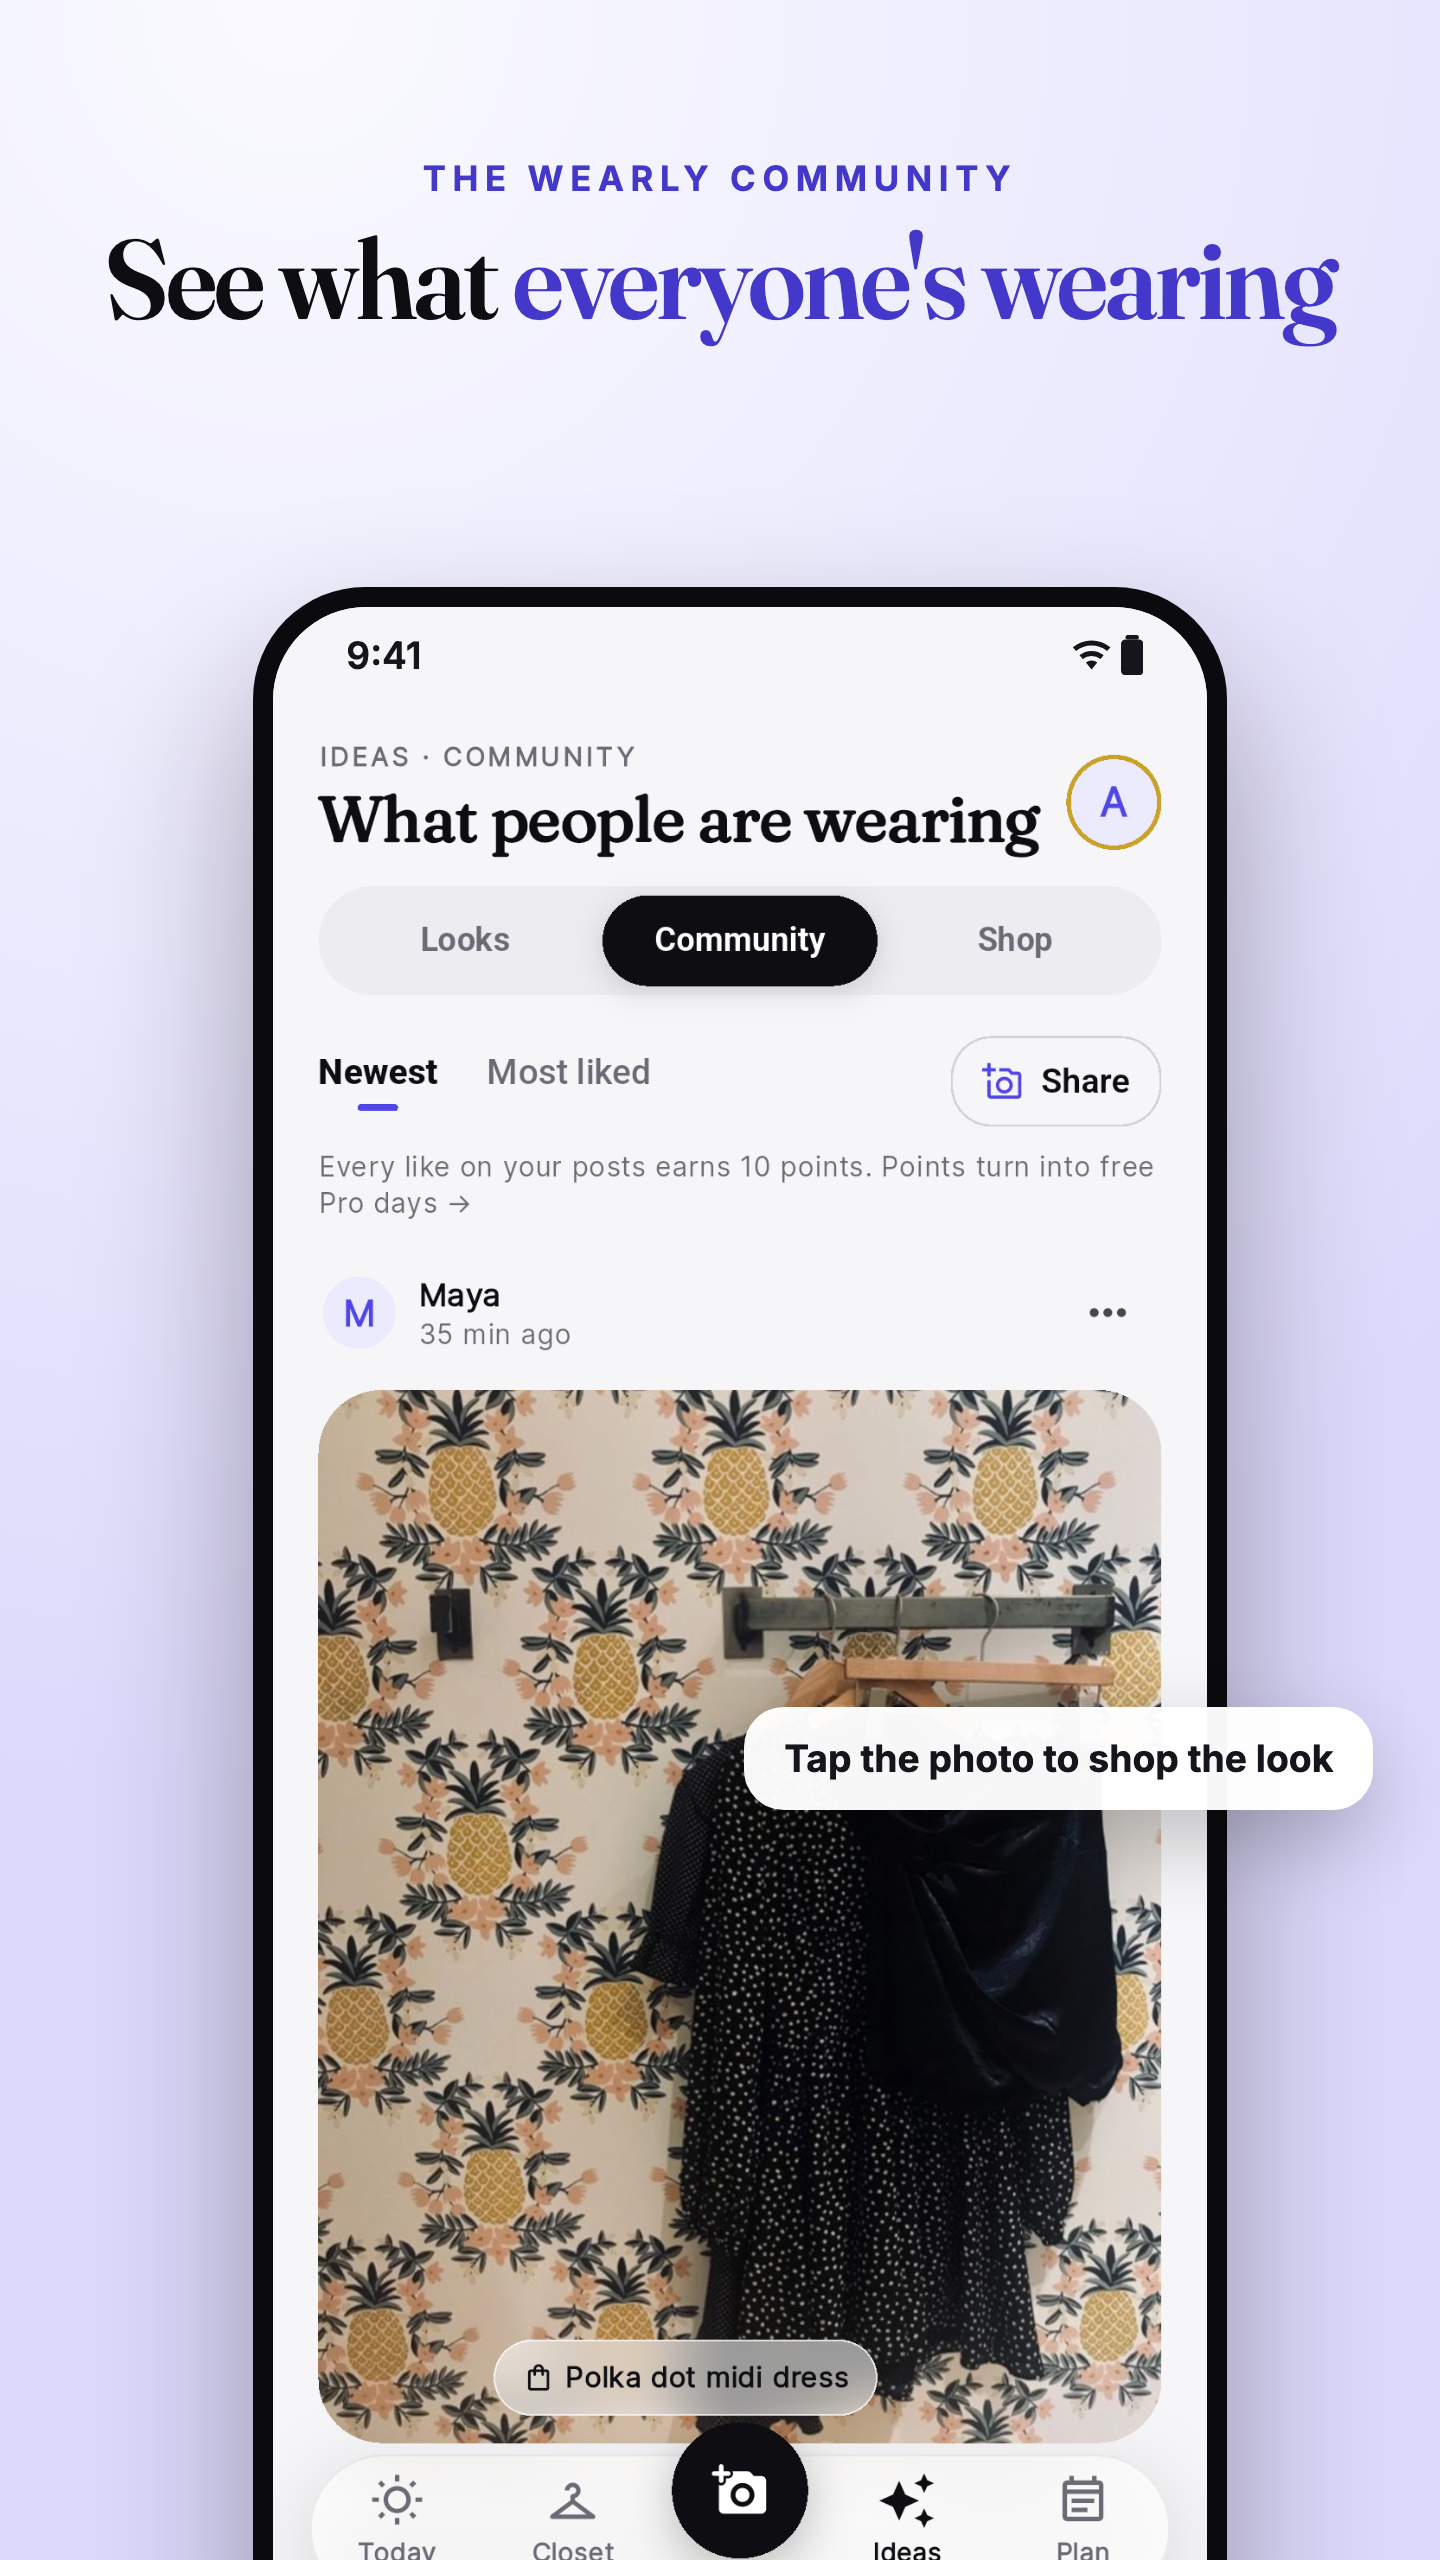 THE WEARLY COMMUNITY
See what everyone's wearing
9:41
IDEAS · COMMUNITY
What people are wearing
A
Looks Community Shop
Newest Most liked Share
Every like on your posts earns 10 points. Points turn into free
Pro days →
M
Maya
35 min ago
Tap the photo to shop the look
Polka dot midi dress
Today Closet Ideas Plan